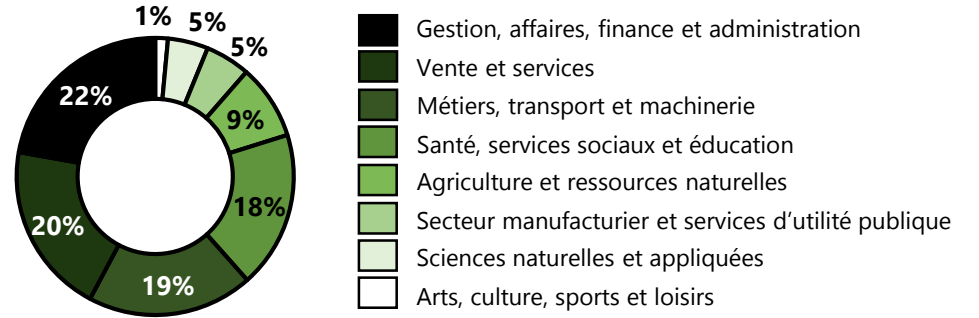 1%
5%
5%
22%
9%
18%
20%
19%
Gestion, affaires, finance et administration
Vente et services
Métiers, transport et machinerie
Santé, services sociaux et éducation
Agriculture et ressources naturelles
Secteur manufacturier et services d’utilité publique
Sciences naturelles et appliquées
Arts, culture, sports et loisirs